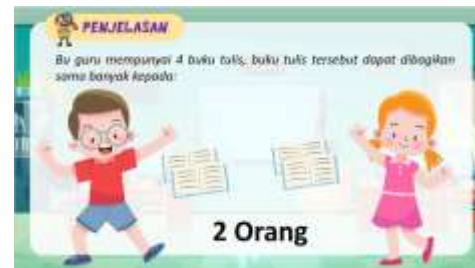 PENJELASAN
Bu guru mempunyai 4 buku tulis, buku tulis tersebut dapat dibagikan
sama banyak kepada:
2 Orang